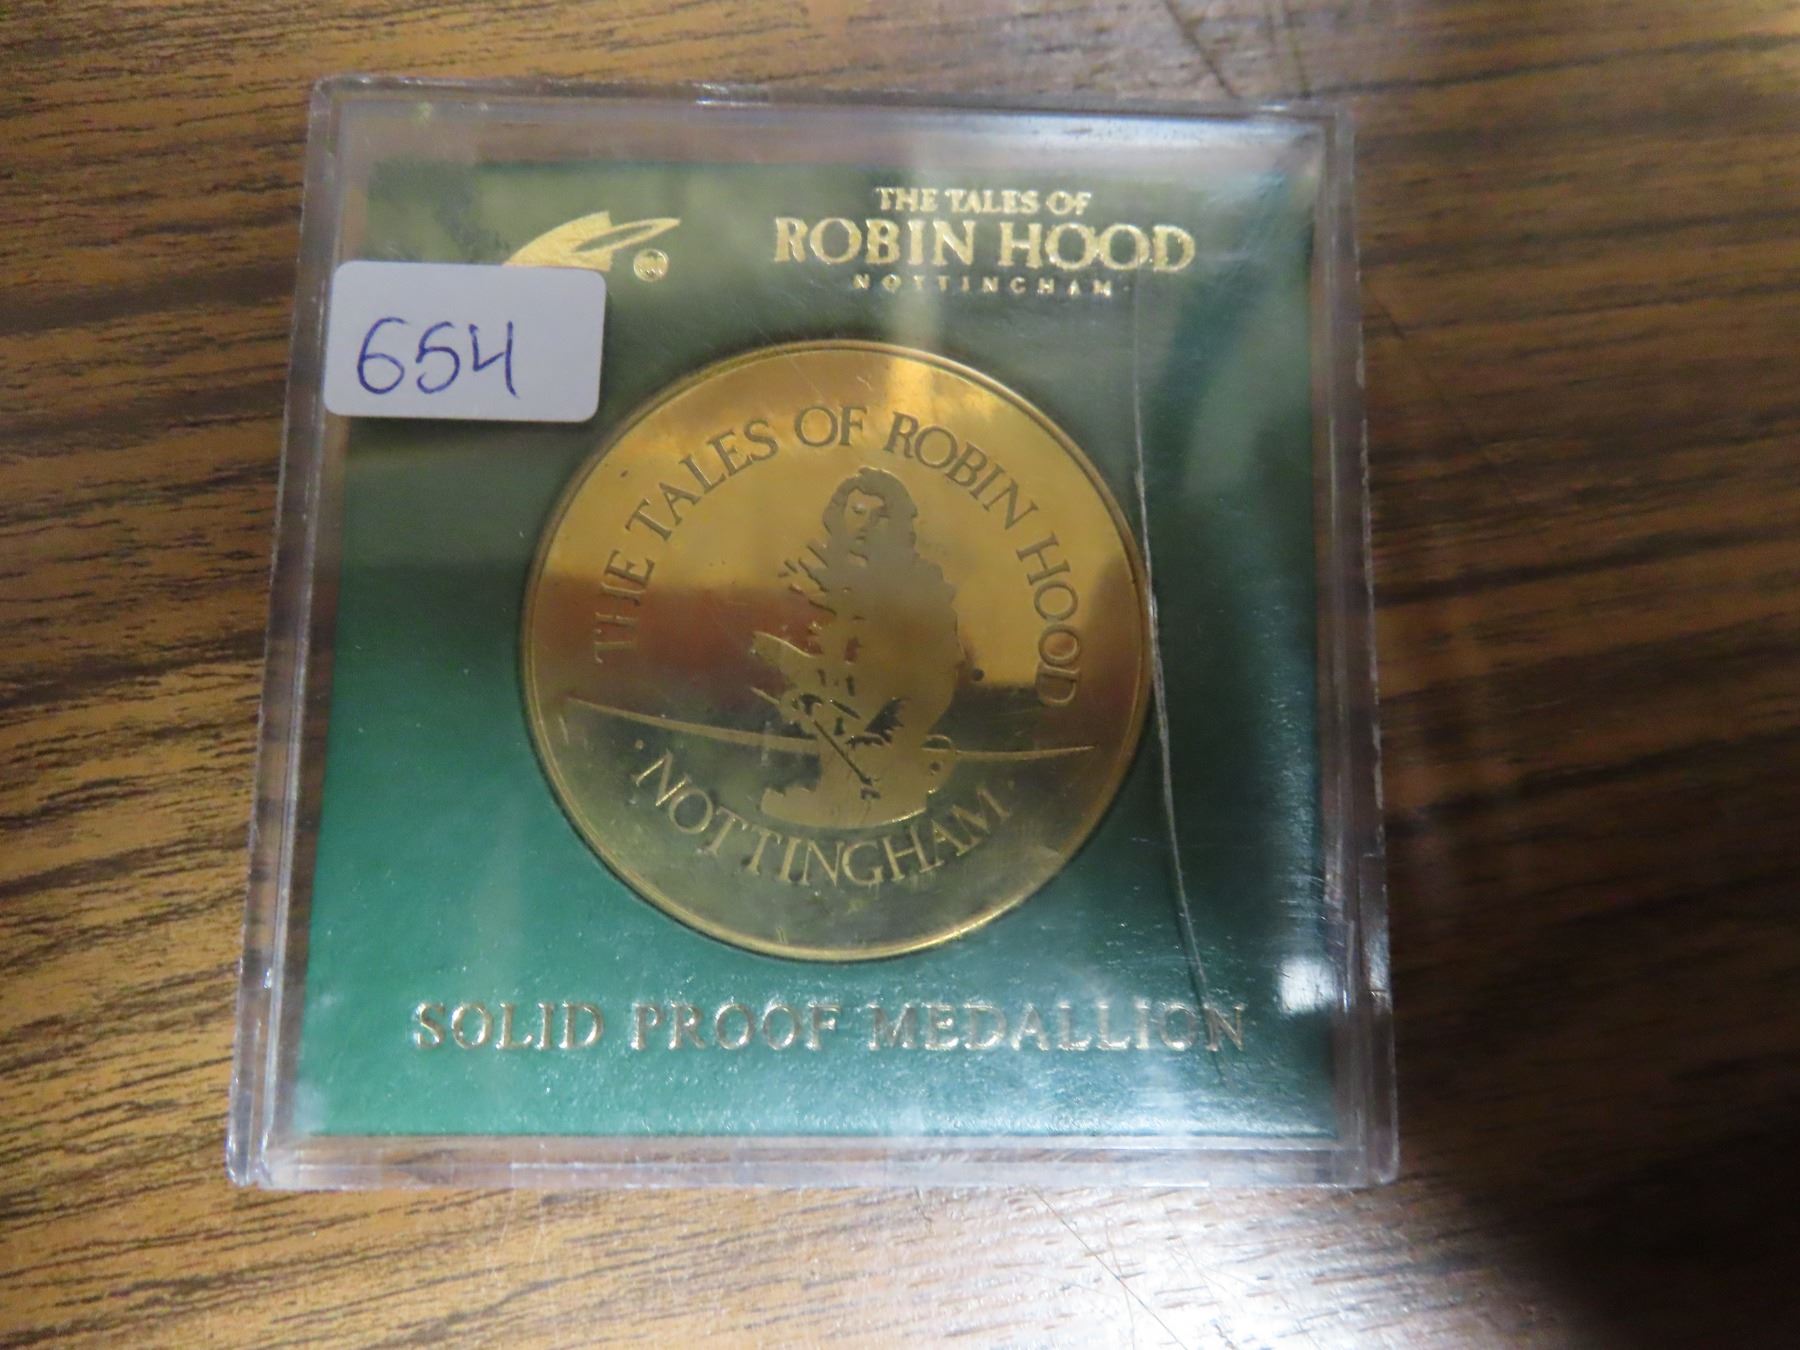 THE TALES OF
ROBIN HOOD
NOTTINGHAM
654
THE TALES OF ROBIN HOOD
· NOTTINGHAM ·
SOLID PROOF MEDALLION